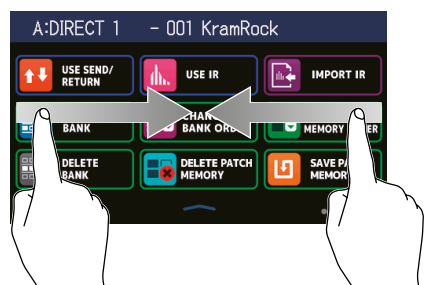 A:DIRECT 1 - 001 KramRock
USE SEND/
RETURN
USE IR
IMPORT IR
BANK
BANK ORD
MEMORY
DELETE
BANK
DELETE PATCH
MEMORY
SAVE PA
MEMOR